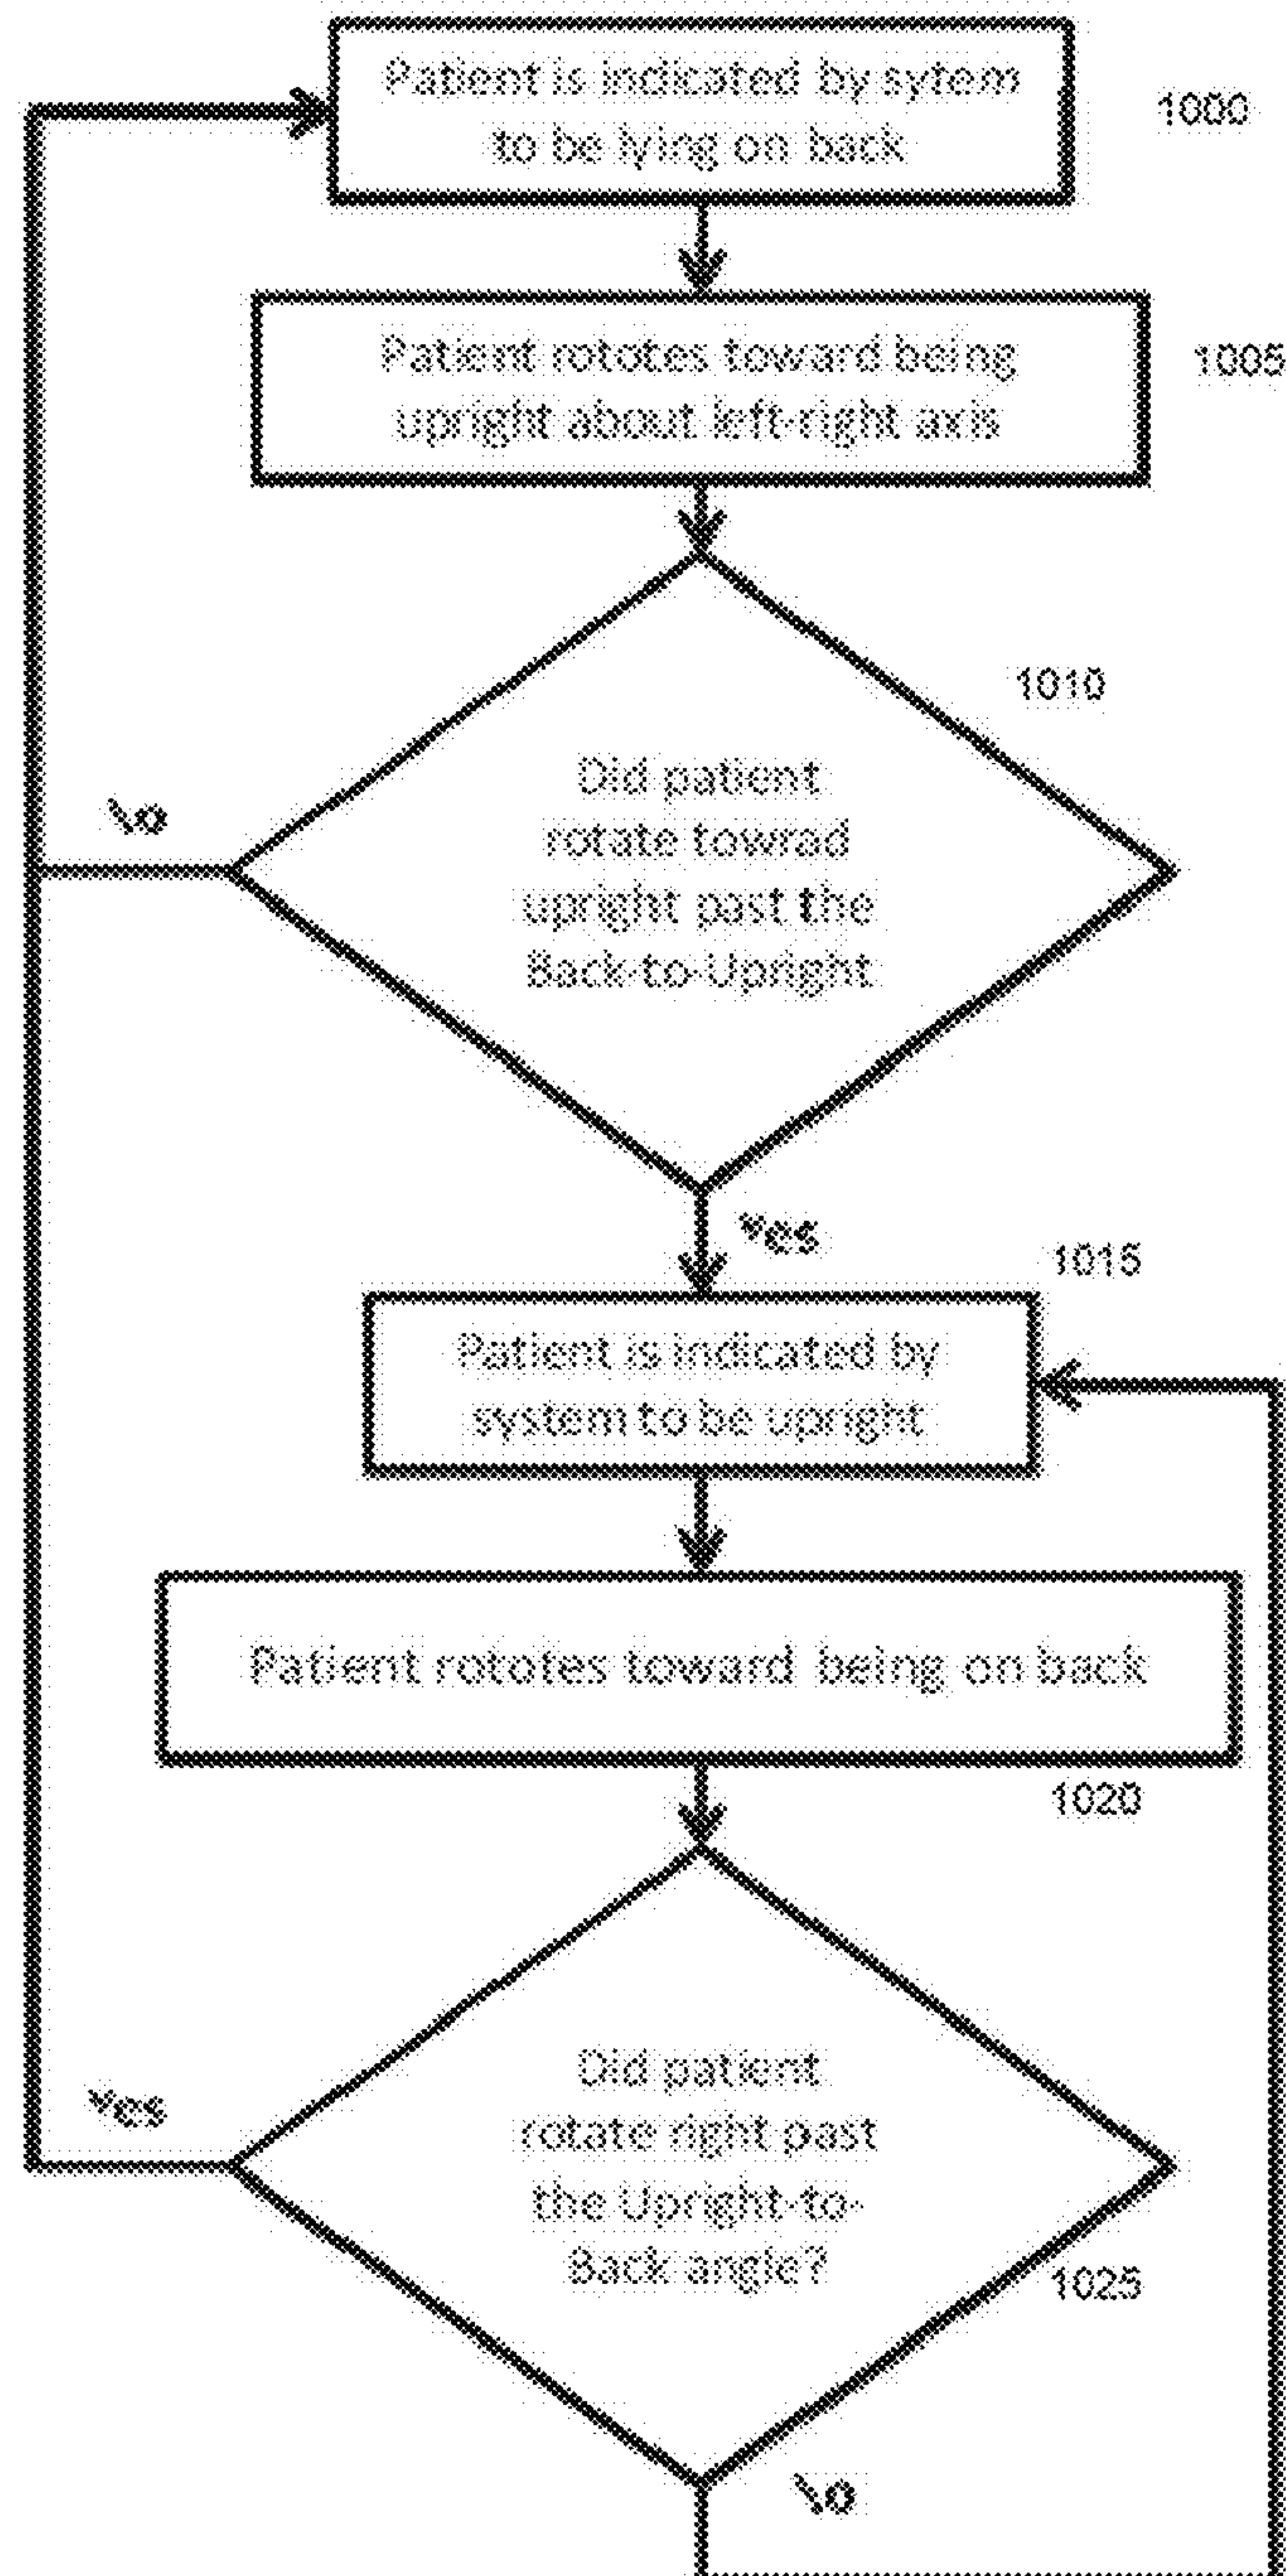 Patient is indicated by sytem
to be lying on back
1000
Patient rototes toward being
upright about left-right axis
1005
1010
Did patient
rotate towrad
upright past the
Back-to-Upright
No
Yes
1015
Patient is indicated by
system to be upright
Patient rototes toward being on back
1020
Did patient
rotate right past
the Upright-to-
Back angle?
Yes
1025
No